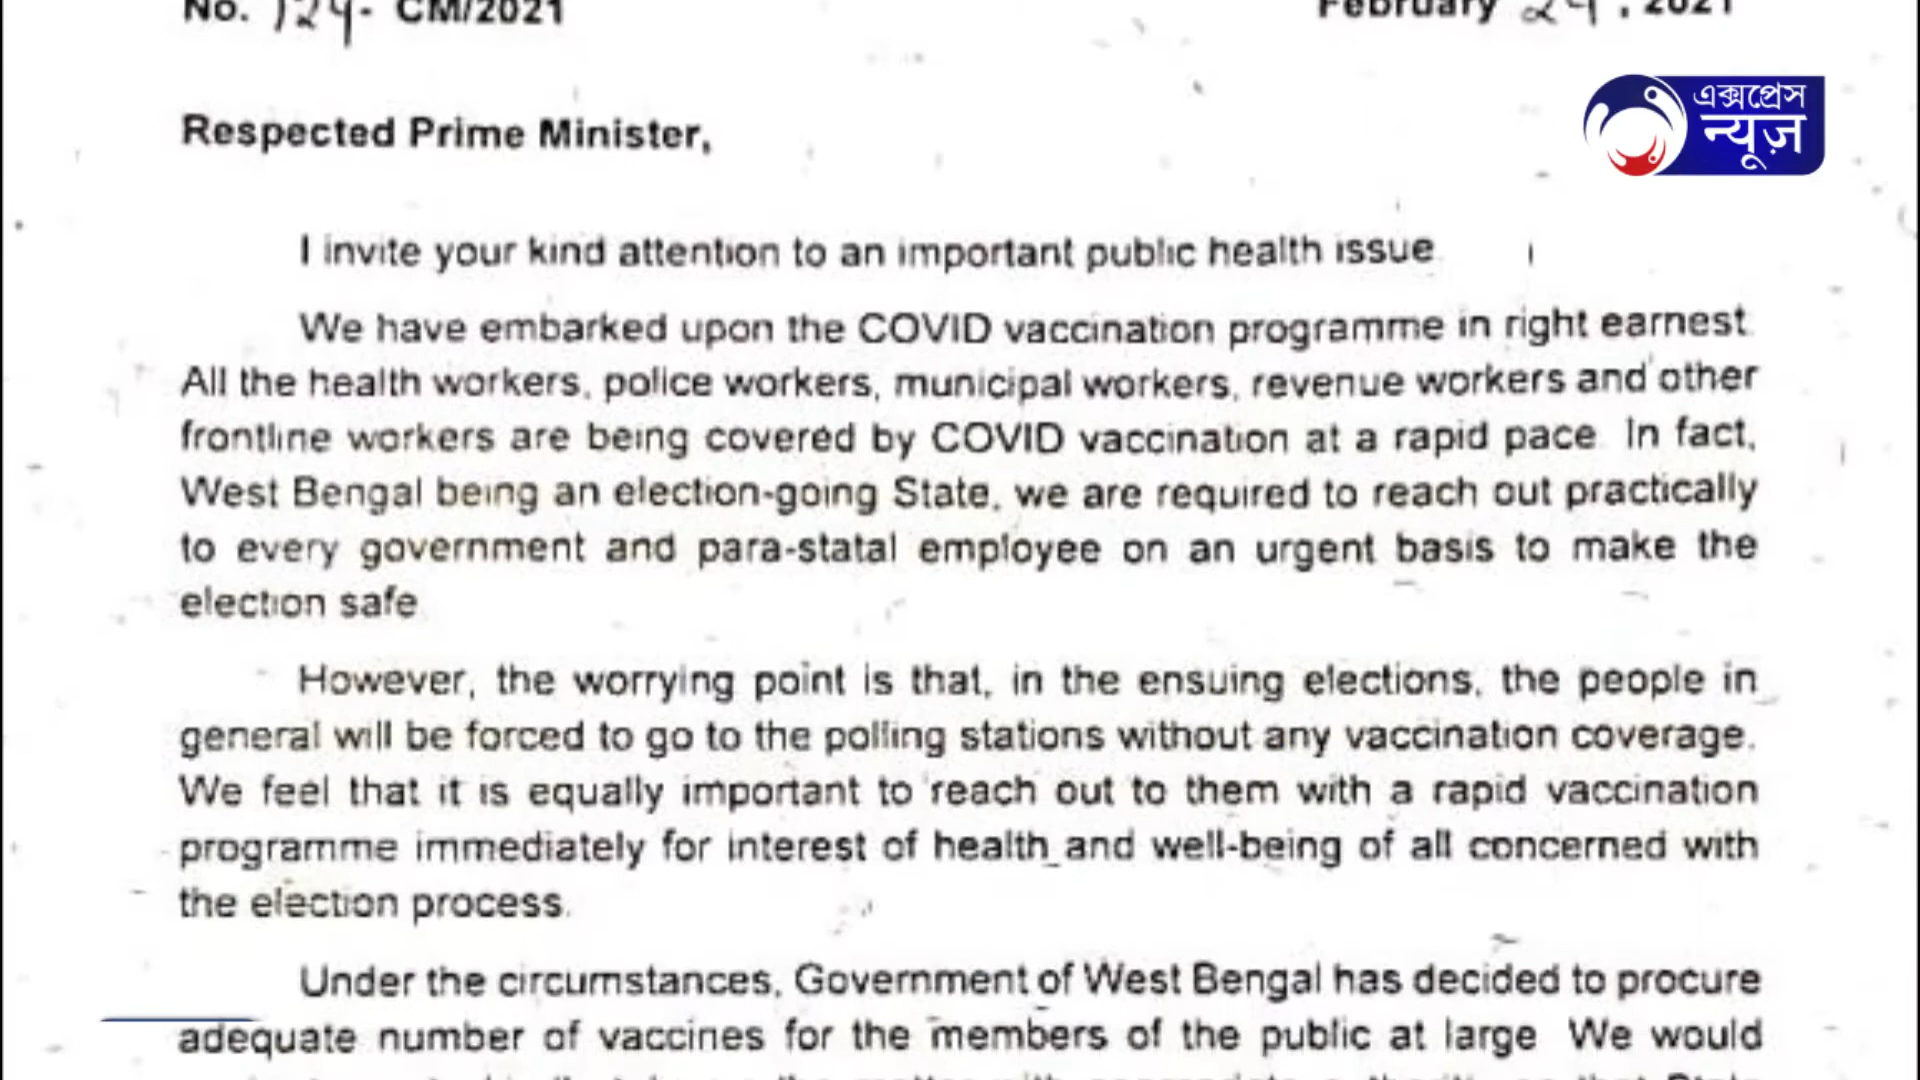 No. 124- CM/2021
February 24, 2021
এক্সপ্রেস
न्यूज़
Respected Prime Minister,
I invite your kind attention to an important public health issue
We have embarked upon the COVID vaccination programme in right earnest.
All the health workers, police workers, municipal workers, revenue workers and other
frontline workers are being covered by COVID vaccination at a rapid pace. In fact,
West Bengal being an election-going State, we are required to reach out practically
to every government and para-statal employee on an urgent basis to make the
election safe
However, the worrying point is that, in the ensuing elections, the people in
general will be forced to go to the polling stations without any vaccination coverage.
We feel that it is equally important to reach out to them with a rapid vaccination
programme immediately for interest of health and well-being of all concerned with
the election process.
Under the circumstances, Government of West Bengal has decided to procure
adequate number of vaccines for the members of the public at large We would